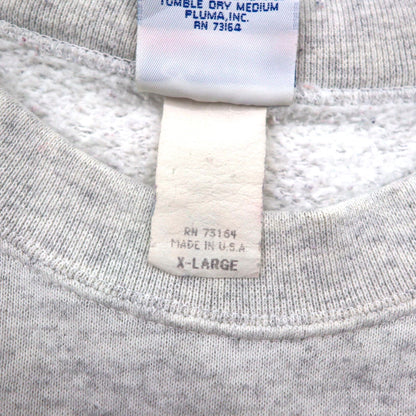 TUMBLE DRY MEDIUM
PLUMA, INC.
RN 73164
RN 73164
MADE IN U.S.A
X-LARGE